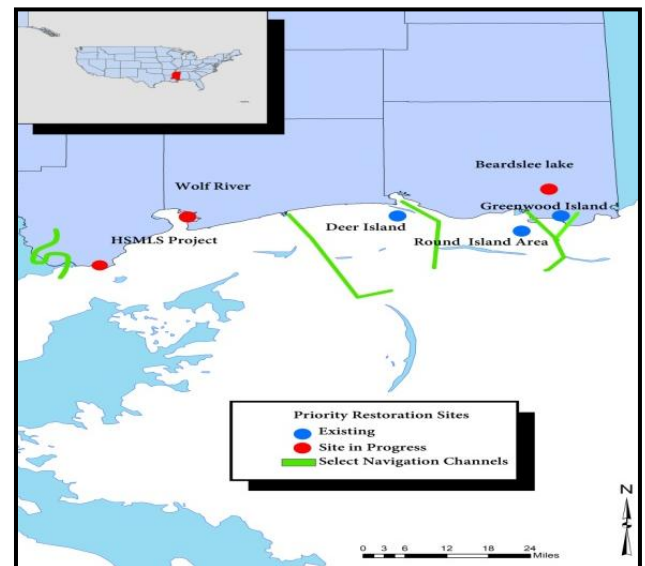 Beardslee lake
Wolf River
Greenwood Island
Deer Island
HSMLS Project
Round Island Area
Priority Restoration Sites
Existing
Site in Progress
Select Navigation Channels
N
0 3 6 12 18 24
Miles